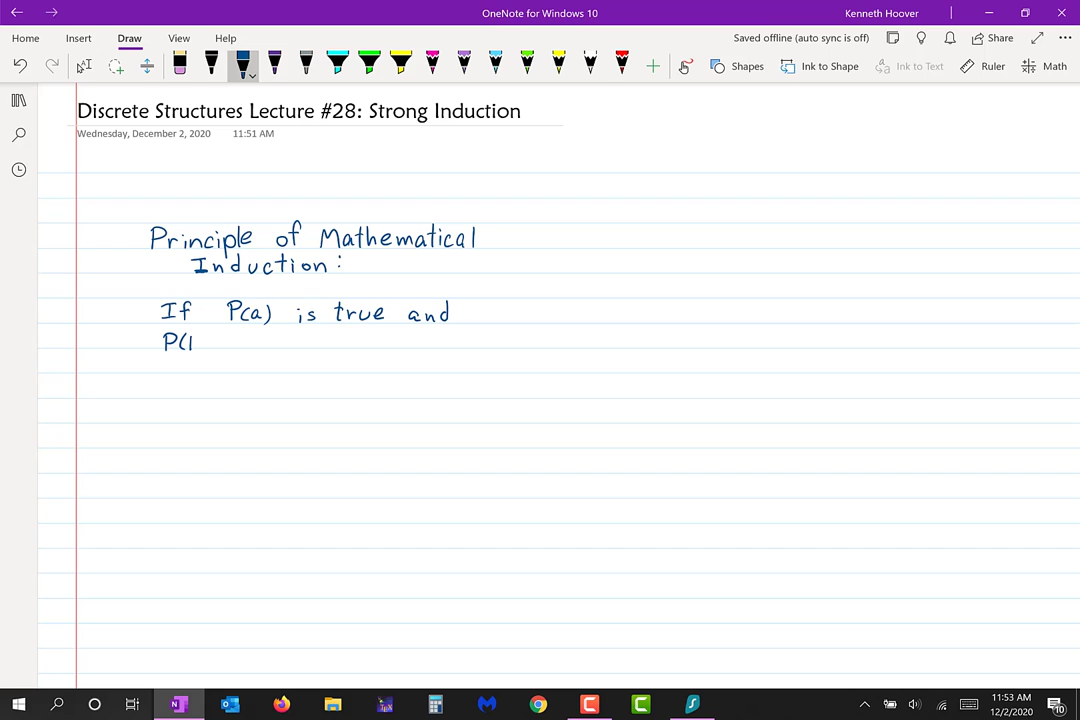 OneNote for Windows 10
Kenneth Hoover
Home Insert Draw View Help
Saved offline (auto sync is off)
Share
Shapes
Ink to Shape
Ink to Text
Ruler
Math
Discrete Structures Lecture #28: Strong Induction
Wednesday, December 2, 2020 11:51 AM
Principle of Mathematical
Induction:
If P(a) is true and
P(l
11:53 AM
12/2/2020
10